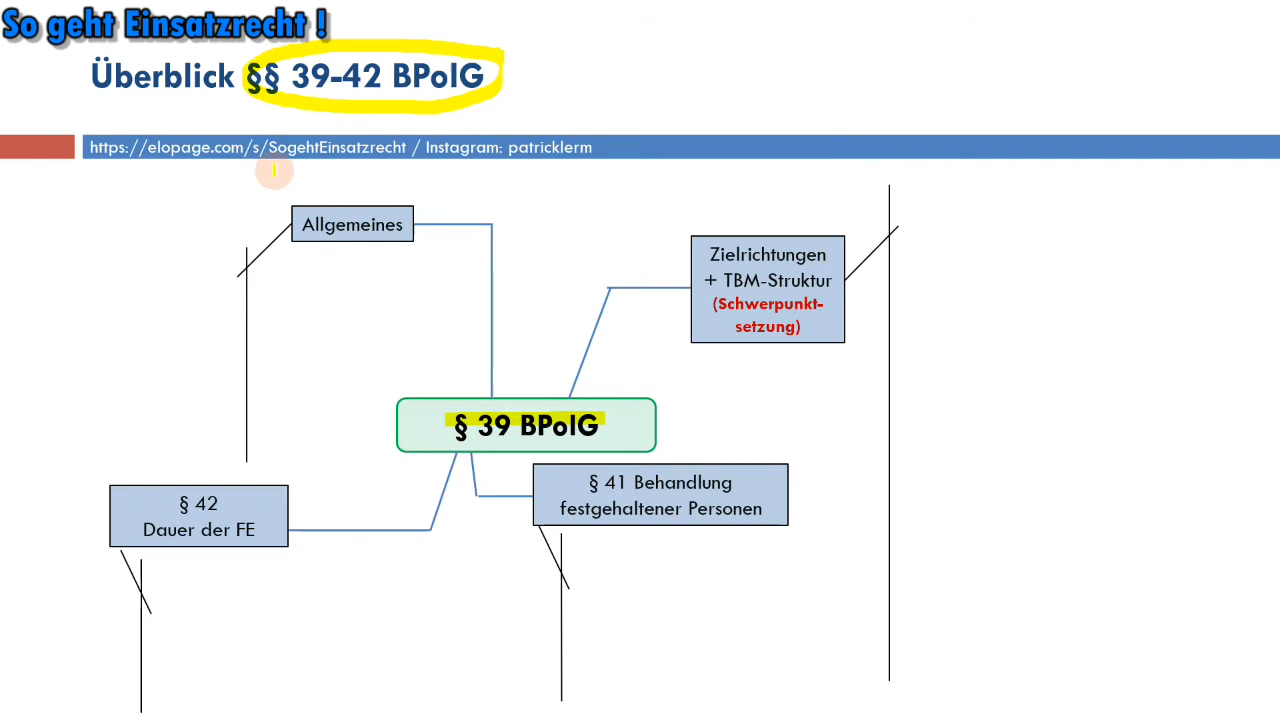 So geht Einsatzrecht !
Überblick §§ 39-42 BPolG
https://elopage.com/s/SogehtEinsatzrecht / Instagram: patricklerm
Allgemeines
Zielrichtungen
+ TBM-Struktur
(Schwerpunkt-
setzung)
§ 39 BPolG
§ 41 Behandlung
festgehaltener Personen
§ 42
Dauer der FE